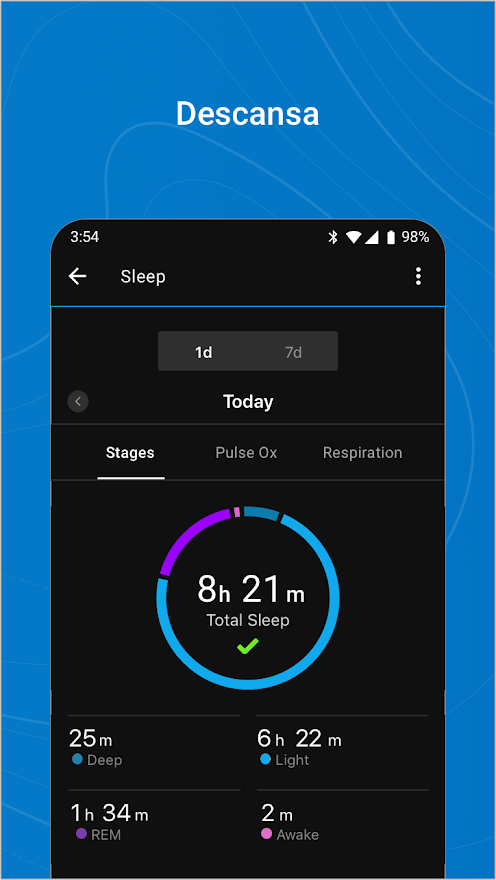 Descansa
3:54 98%
Sleep
1d 7d
Today
Stages Pulse Ox Respiration
8h 21m
Total Sleep
25m 6h 22m
Deep Light
1h 34m 2m
REM Awake